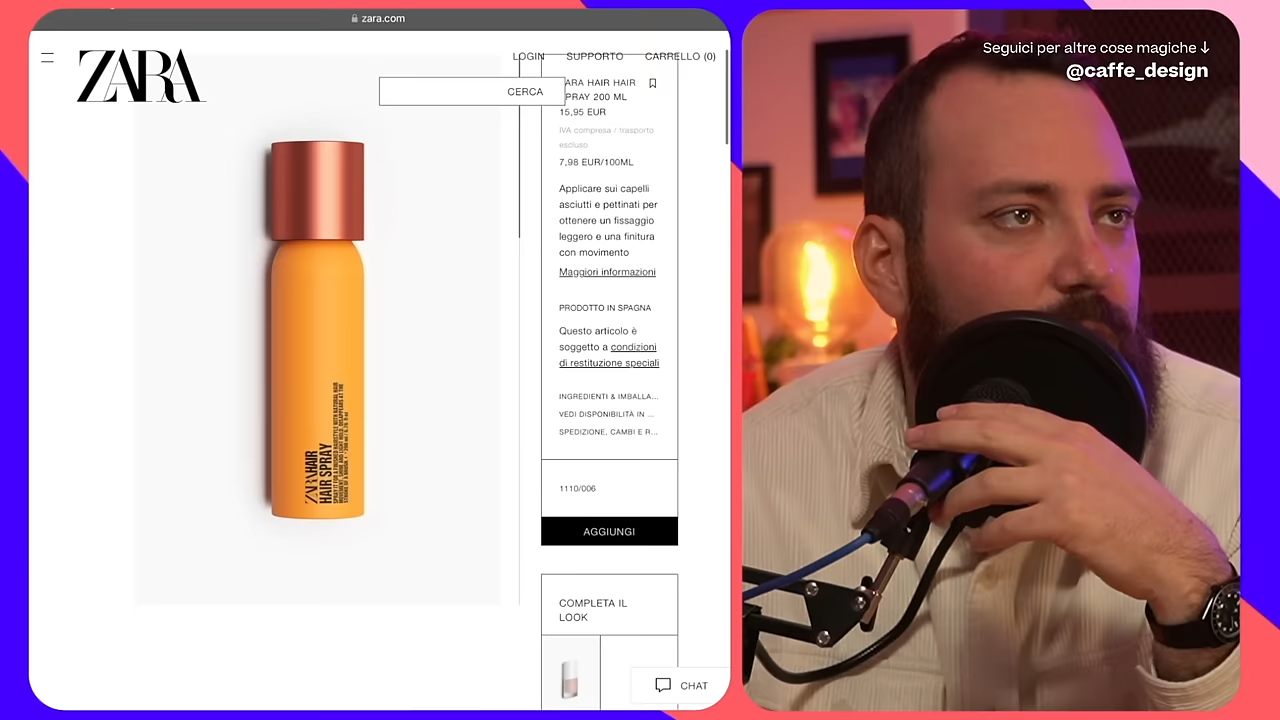 zara.com
ZARA
LOGIN
SUPPORTO
CARRELLO (0)
CERCA
ARA HAIR HAIR
PRAY 200 ML
15,95 EUR
IVA compresa / trasporto
escluso
7,98 EUR/100ML
Applicare sui capelli
asciutti e pettinati per
ottenere un fissaggio
leggero e una finitura
con movimento
Maggiori informazioni
PRODOTTO IN SPAGNA
Questo articolo è
soggetto a condizioni
di restituzione speciali
INGREDIENTI & IMBALLA...
VEDI DISPONIBILITÀ IN ...
SPEDIZIONE, CAMBI E R...
1110/006
AGGIUNGI
COMPLETA IL
LOOK
CHAT
ZARA HAIR
HAIR SPRAY
Seguici per altre cose magiche ↓
@caffe_design